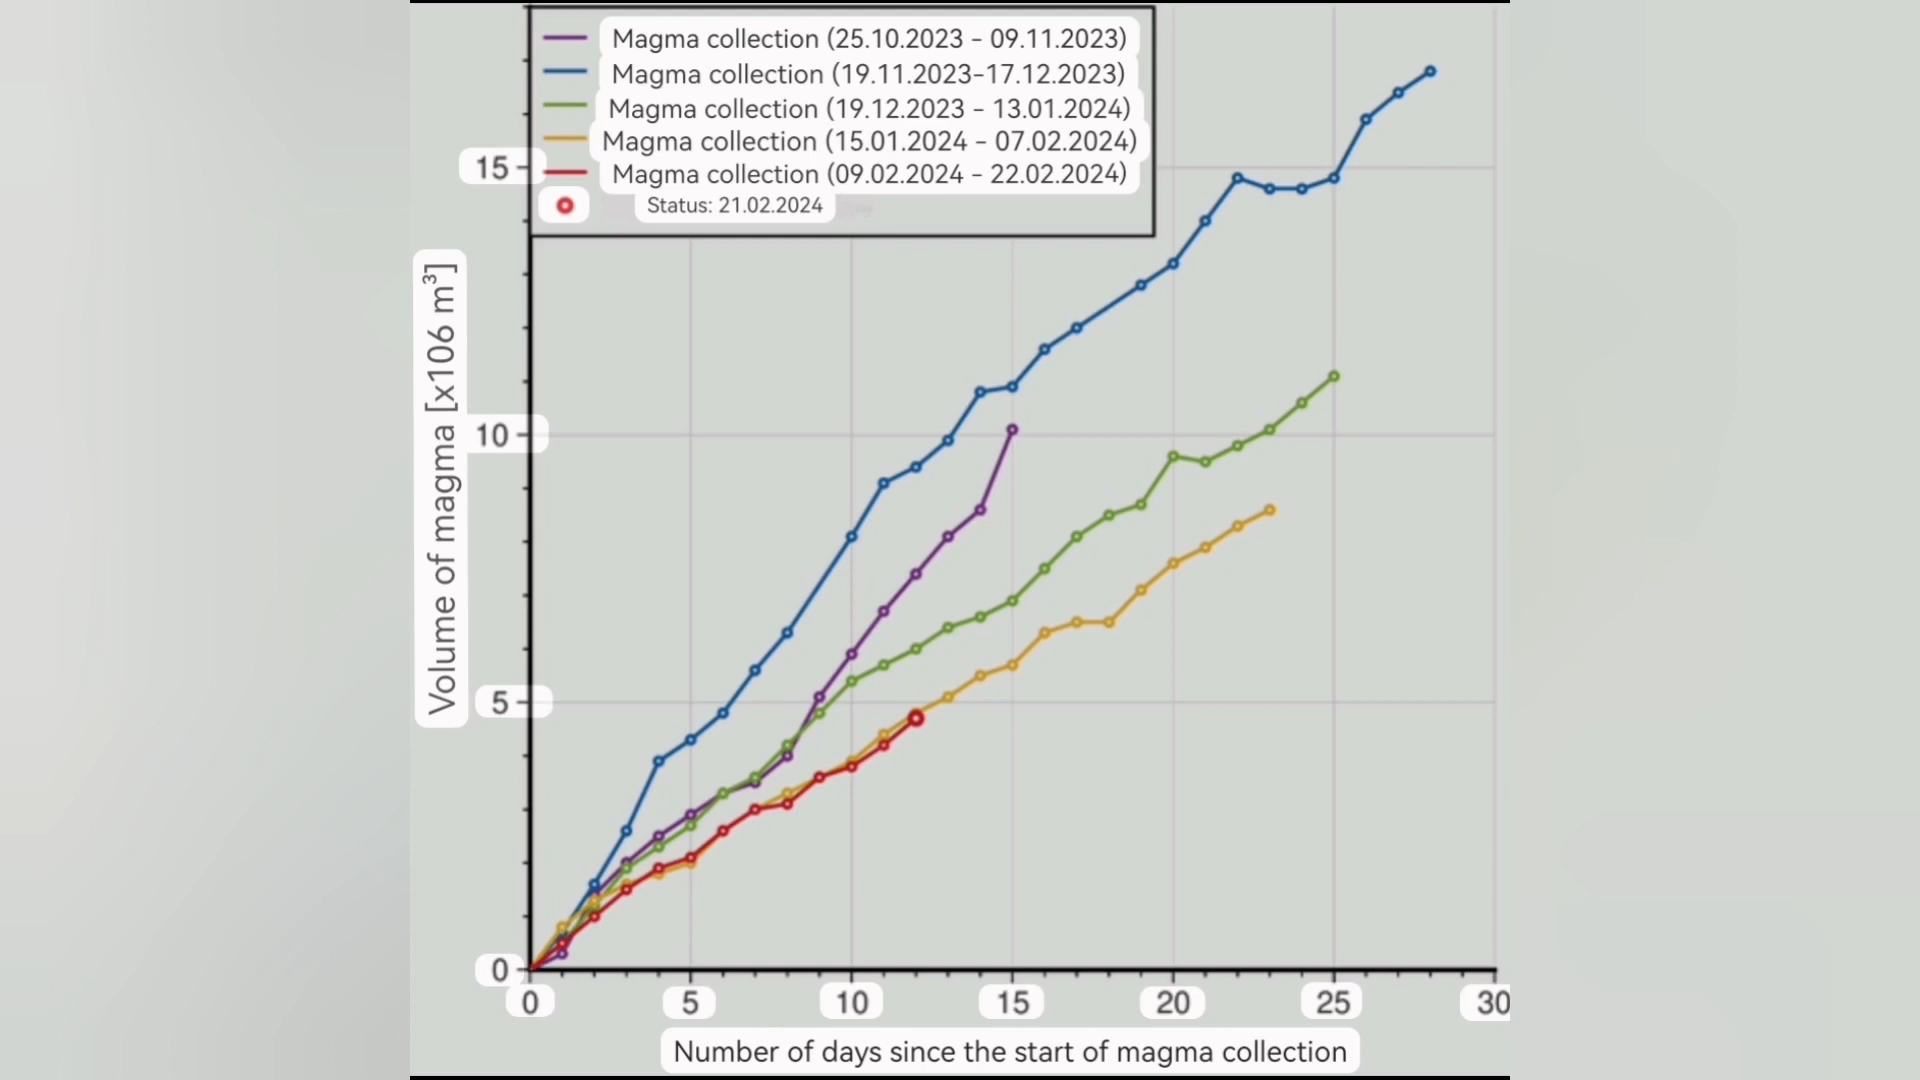 Magma collection (25.10.2023 - 09.11.2023)
Magma collection (19.11.2023-17.12.2023)
Magma collection (19.12.2023 - 13.01.2024)
Magma collection (15.01.2024 - 07.02.2024)
Magma collection (09.02.2024 - 22.02.2024)
Status: 21.02.2024
Volume of magma [x106 m³]
15
10
5
0
0 5 10 15 20 25 30
Number of days since the start of magma collection